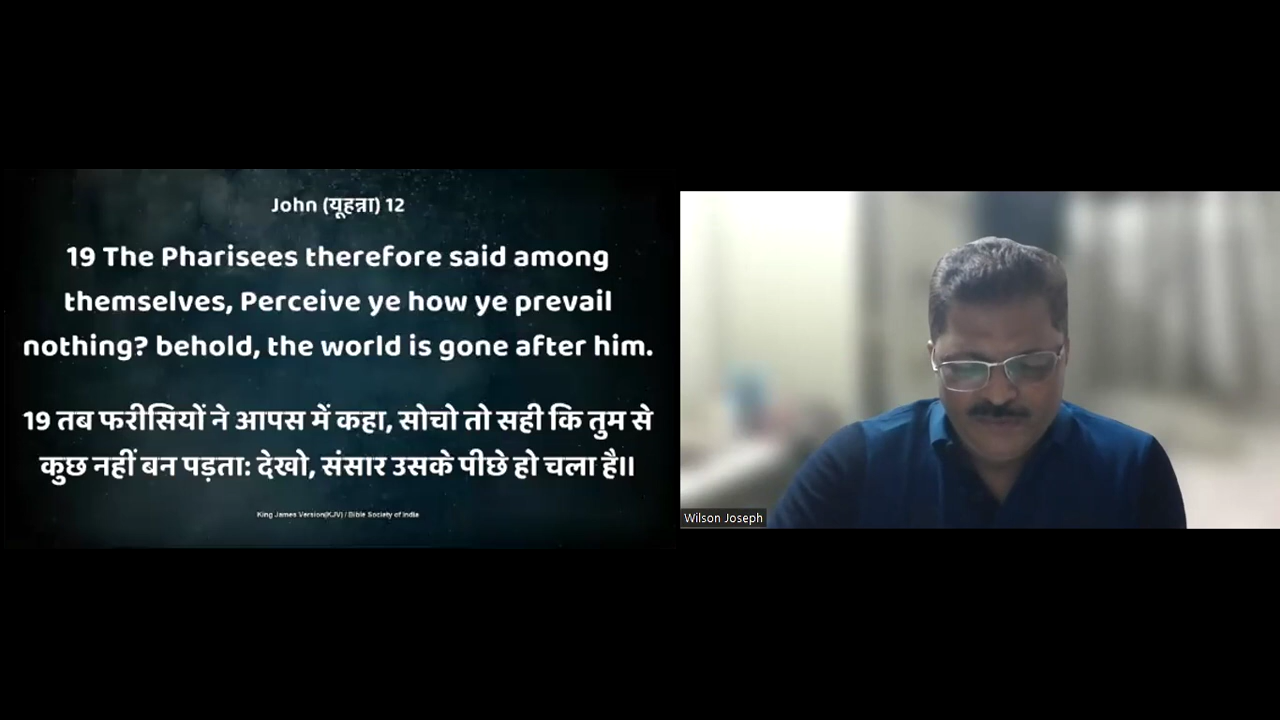 John (यूहन्ना) 12
19 The Pharisees therefore said among
themselves, Perceive ye how ye prevail
nothing? behold, the world is gone after him.
19 तब फरीसियों ने आपस में कहा, सोचो तो सही कि तुम से
कुछ नहीं बन पड़ता: देखो, संसार उसके पीछे हो चला है॥
King James Version(KJV) / Bible Society of India
Wilson Joseph